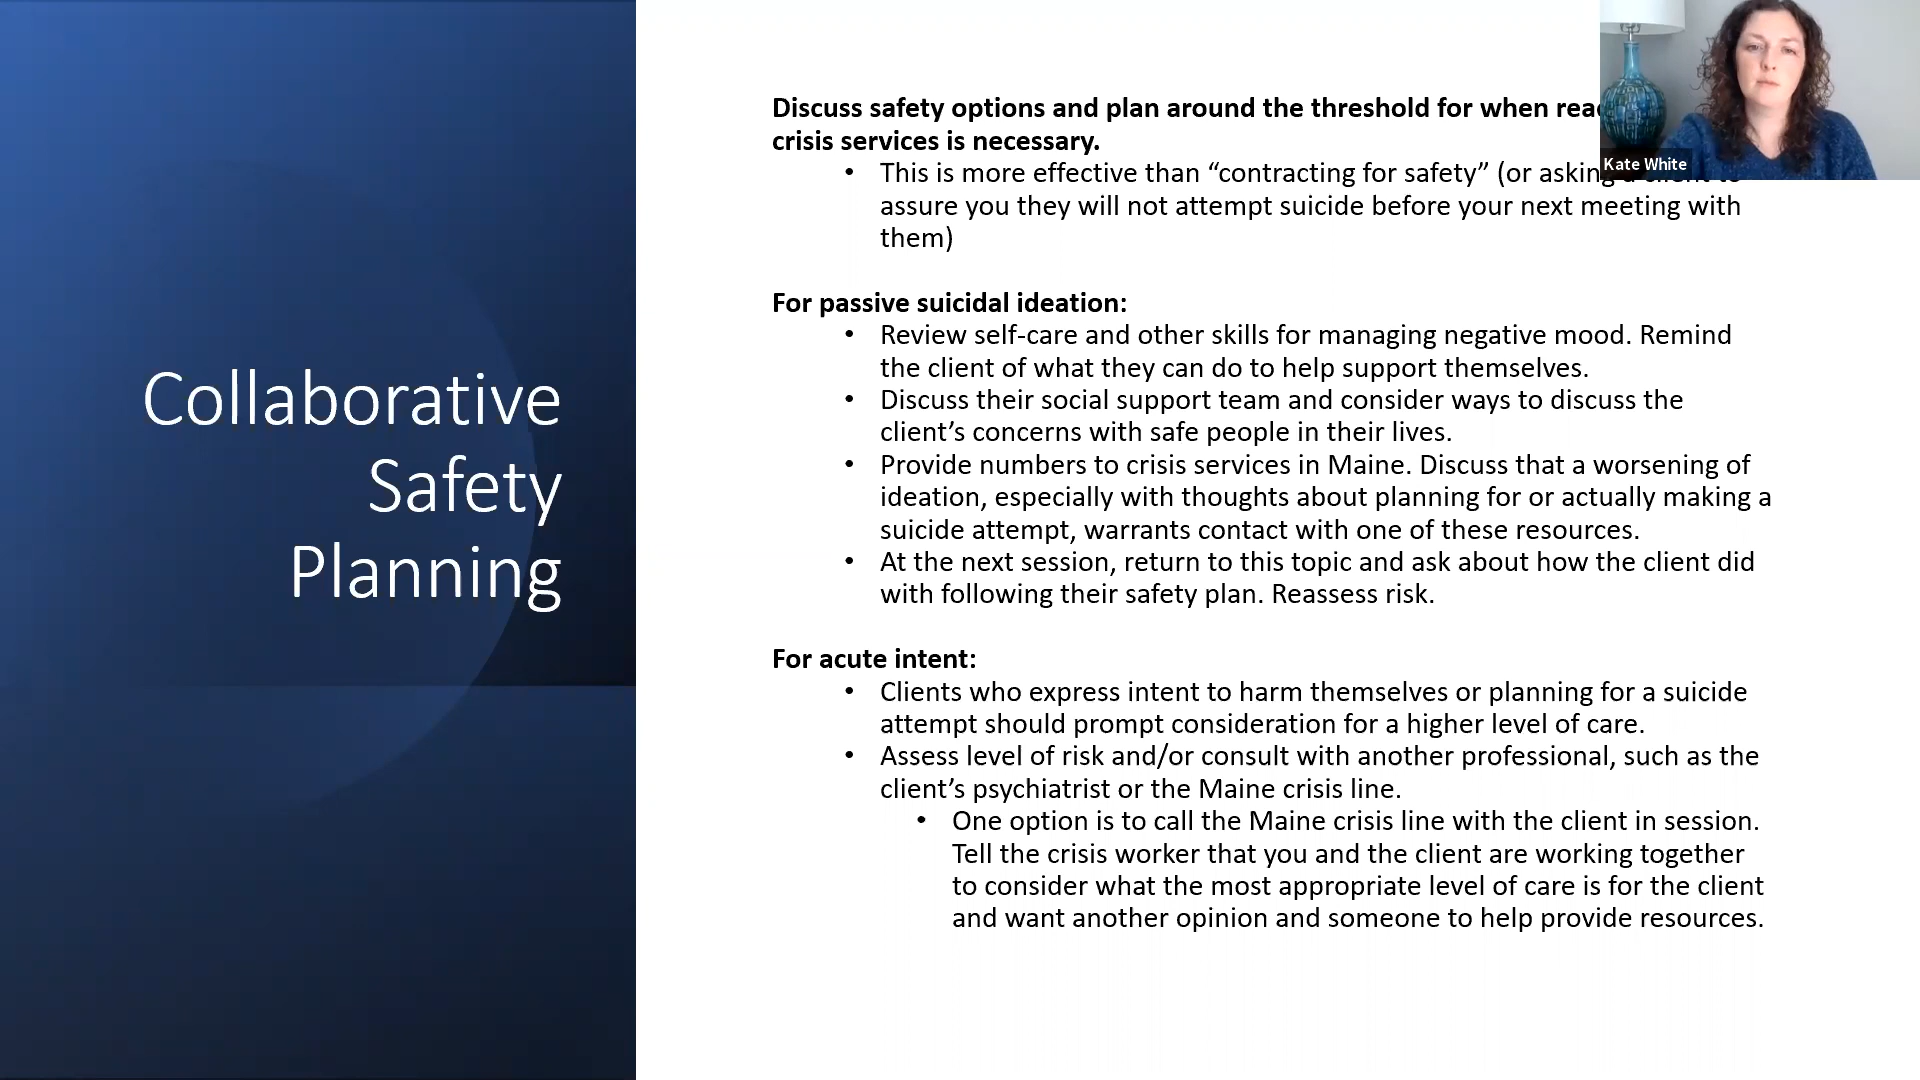 Collaborative
Safety
Planning
Discuss safety options and plan around the threshold for when
crisis services is necessary.
• This is more effective than “contracting for safety” (or asking a client to
assure you they will not attempt suicide before your next meeting with
them)
For passive suicidal ideation:
• Review self-care and other skills for managing negative mood. Remind
the client of what they can do to help support themselves.
• Discuss their social support team and consider ways to discuss the
client’s concerns with safe people in their lives.
• Provide numbers to crisis services in Maine. Discuss that a worsening of
ideation, especially with thoughts about planning for or actually making a
suicide attempt, warrants contact with one of these resources.
• At the next session, return to this topic and ask about how the client did
with following their safety plan. Reassess risk.
For acute intent:
• Clients who express intent to harm themselves or planning for a suicide
attempt should prompt consideration for a higher level of care.
• Assess level of risk and/or consult with another professional, such as the
client’s psychiatrist or the Maine crisis line.
• One option is to call the Maine crisis line with the client in session.
Tell the crisis worker that you and the client are working together
to consider what the most appropriate level of care is for the client
and want another opinion and someone to help provide resources.
Kate White